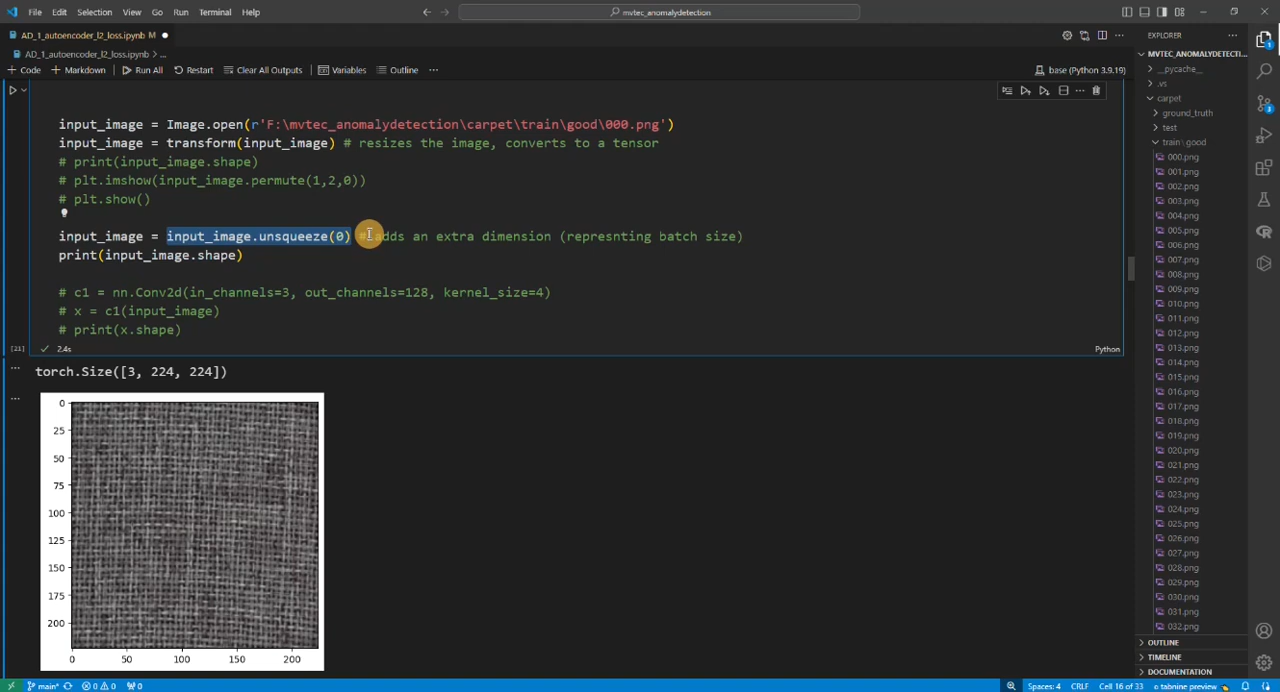 File Edit Selection View Go Run Terminal Help
mvtec_anomalydetection
AD_1_autoencoder_l2_loss.ipynb M
AD_1_autoencoder_l2_loss.ipynb > ...
+ Code + Markdown Run All Restart Clear All Outputs Variables Outline ...
base (Python 3.9.19)
input_image = Image.open(r'F:\mvtec_anomalydetection\carpet\train\good\000.png')
input_image = transform(input_image) # resizes the image, converts to a tensor
# print(input_image.shape)
# plt.imshow(input_image.permute(1,2,0))
# plt.show()
input_image = input_image.unsqueeze(0) # adds an extra dimension (represnting batch size)
print(input_image.shape)
# c1 = nn.Conv2d(in_channels=3, out_channels=128, kernel_size=4)
# x = c1(input_image)
# print(x.shape)
[21]
2.4s
Python
torch.Size([3, 224, 224])
0
25
50
75
100
125
150
175
200
0 50 100 150 200
EXPLORER
MVTEC_ANOMALYDETECTI...
__pycache__
.vs
carpet
ground_truth
test
train\good
000.png
001.png
002.png
003.png
004.png
005.png
006.png
007.png
008.png
009.png
010.png
011.png
012.png
013.png
014.png
015.png
016.png
017.png
018.png
019.png
020.png
021.png
022.png
023.png
024.png
025.png
026.png
027.png
028.png
029.png
030.png
031.png
032.png
OUTLINE
TIMELINE
DOCUMENTATION
main* 0 0 0
Spaces: 4 CRLF Cell 16 of 33 tabnine preview